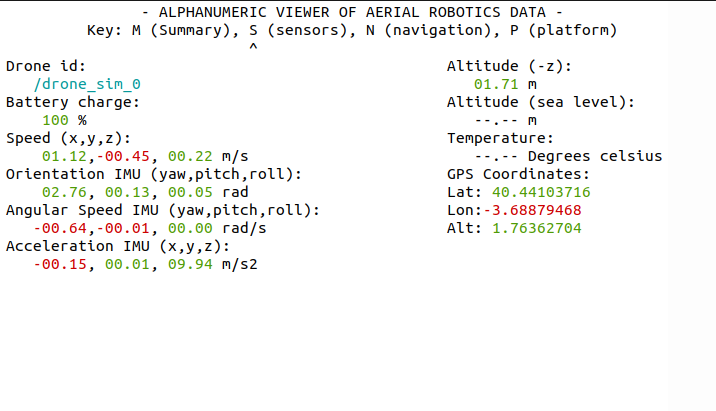 - ALPHANUMERIC VIEWER OF AERIAL ROBOTICS DATA -
Key: M (Summary), S (sensors), N (navigation), P (platform)
^
Drone id:
/drone_sim_0
Battery charge:
100 %
Speed (x,y,z):
01.12,-00.45, 00.22 m/s
Orientation IMU (yaw,pitch,roll):
02.76, 00.13, 00.05 rad
Angular Speed IMU (yaw,pitch,roll):
-00.64,-00.01, 00.00 rad/s
Acceleration IMU (x,y,z):
-00.15, 00.01, 09.94 m/s2
Altitude (-z):
01.71 m
Altitude (sea level):
--.-- m
Temperature:
--.-- Degrees celsius
GPS Coordinates:
Lat: 40.44103716
Lon:-3.68879468
Alt: 1.76362704